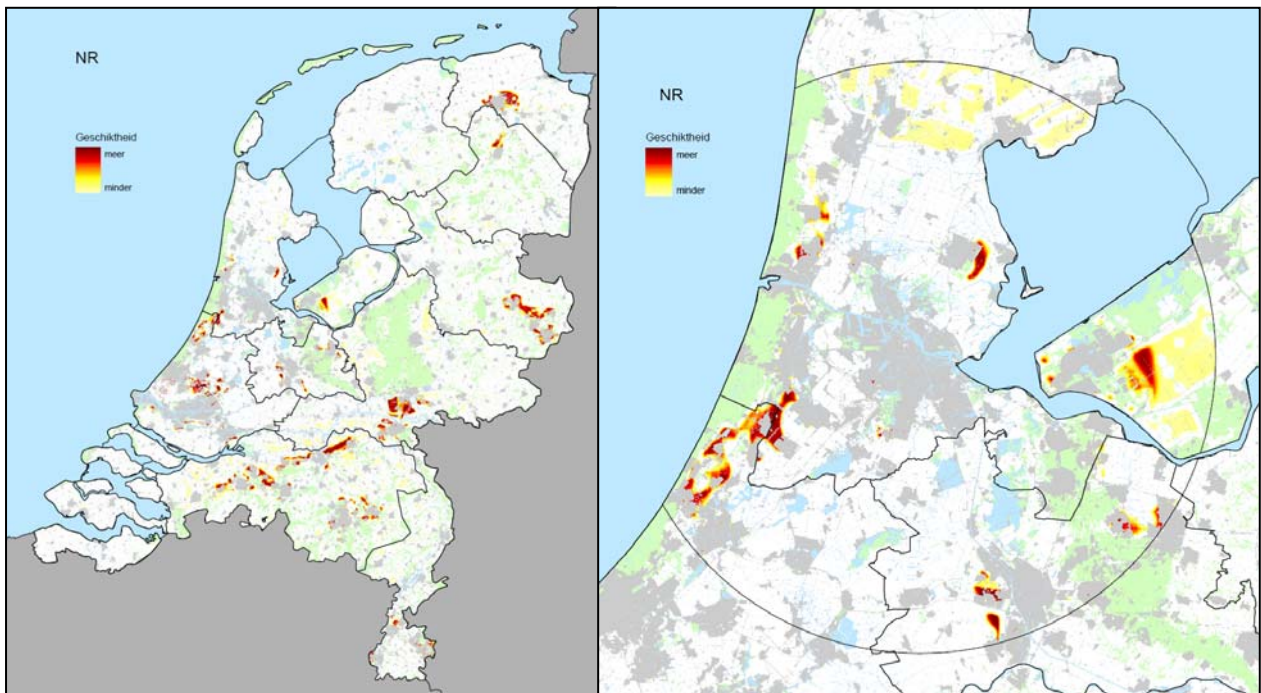 NR
Geschiktheid
meer
minder
NR
Geschiktheid
meer
minder